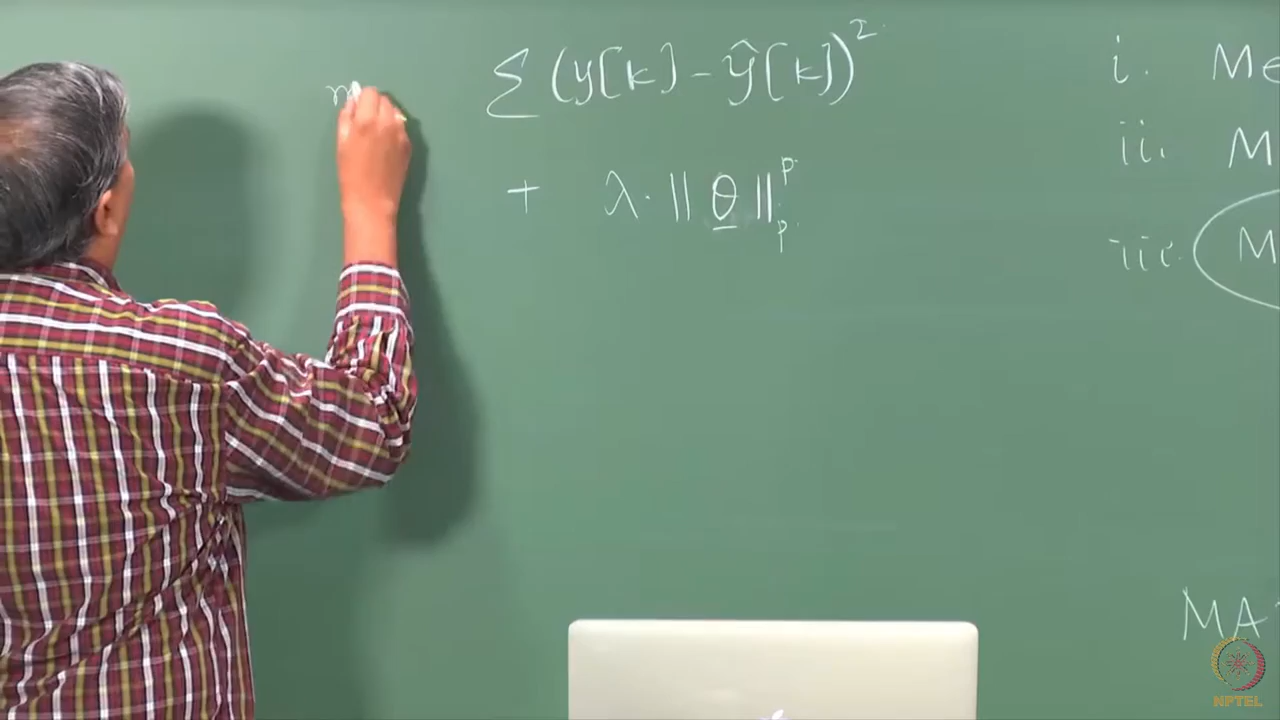 Σ (y[k] - ŷ[k])²
+ λ · || θ ||ₚᵖ
i. Me
ii. M
iii. M
MA
NPTEL